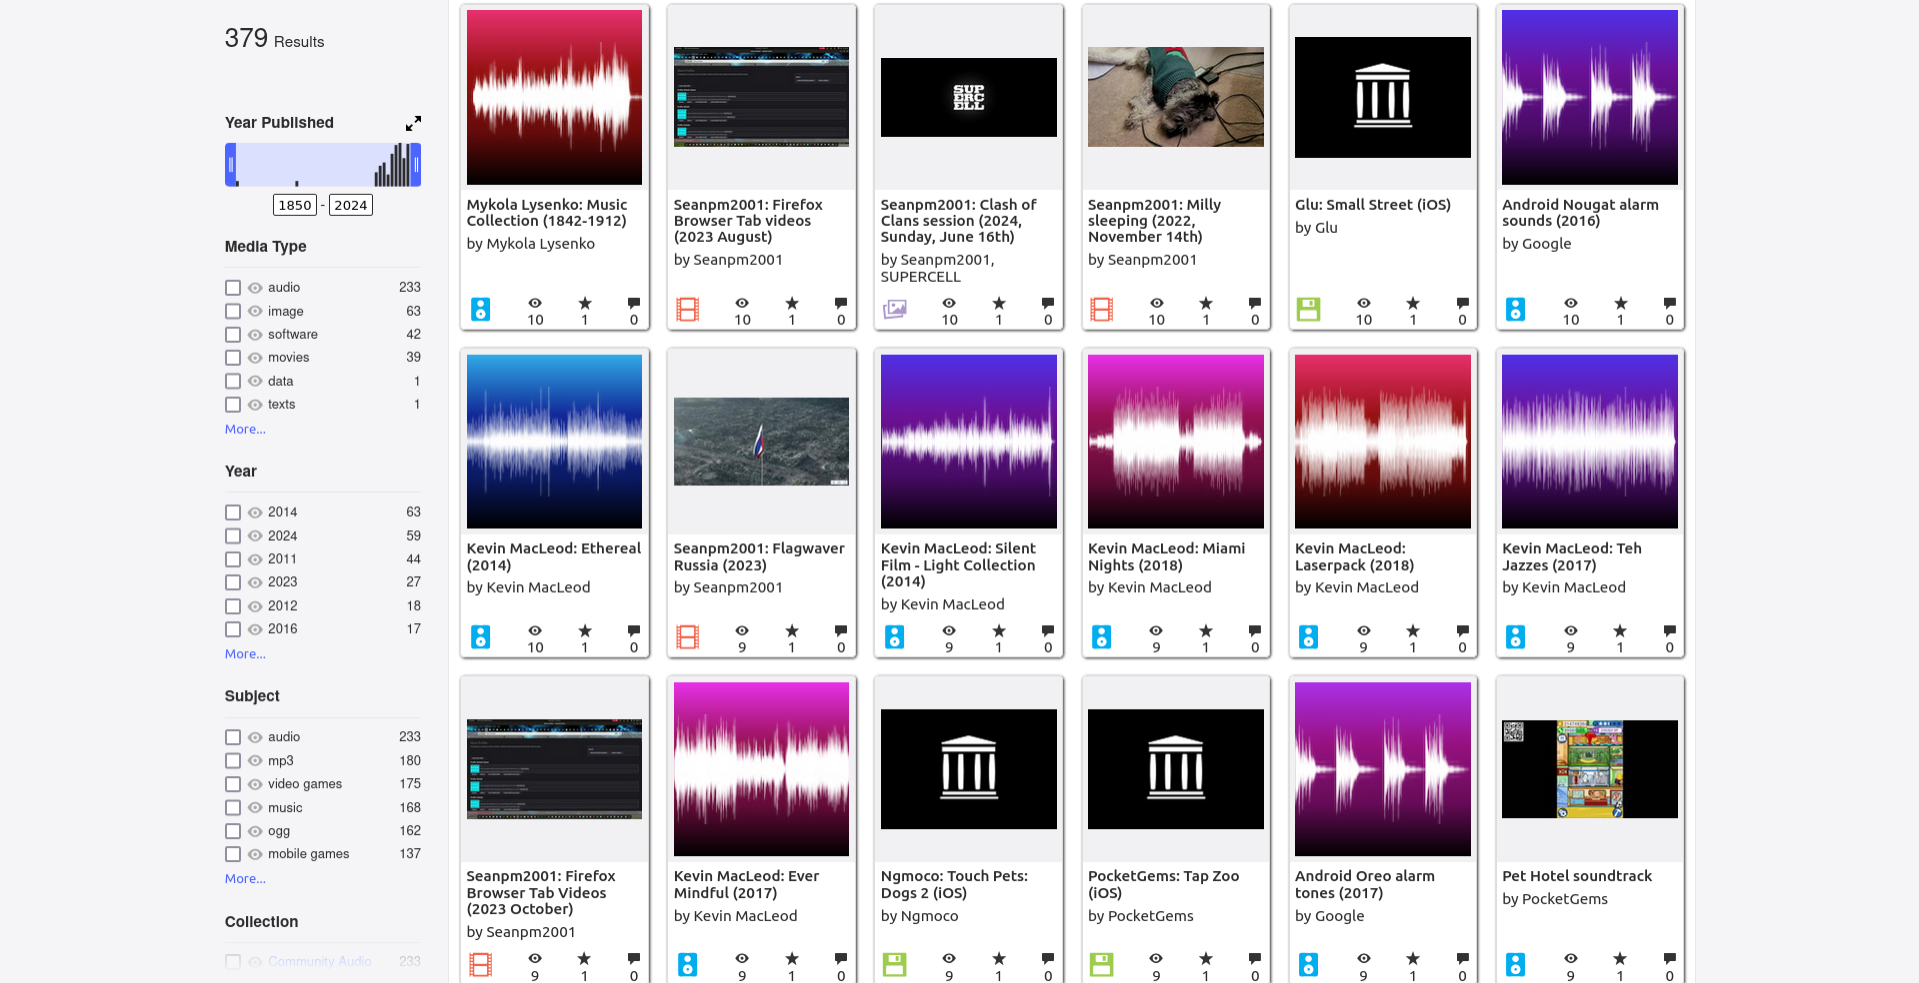 379 Results
Year Published
1850 - 2024
Media Type
audio 233
image 63
software 42
movies 39
data 1
texts 1
More...
Year
2014 63
2024 59
2011 44
2023 27
2012 18
2016 17
More...
Subject
audio 233
mp3 180
video games 175
music 168
ogg 162
mobile games 137
More...
Collection
Community Audio 233
Mykola Lysenko: Music
Collection (1842-1912)
by Mykola Lysenko
10 1 0
Seanpm2001: Firefox
Browser Tab videos
(2023 August)
by Seanpm2001
10 1 0
SUP
ERC
ELL
Seanpm2001: Clash of
Clans session (2024,
Sunday, June 16th)
by Seanpm2001,
SUPERCELL
10 1 0
Seanpm2001: Milly
sleeping (2022,
November 14th)
by Seanpm2001
10 1 0
Glu: Small Street (iOS)
by Glu
10 1 0
Android Nougat alarm
sounds (2016)
by Google
10 1 0
Kevin MacLeod: Ethereal
(2014)
by Kevin MacLeod
10 1 0
Seanpm2001: Flagwaver
Russia (2023)
by Seanpm2001
9 1 0
Kevin MacLeod: Silent
Film - Light Collection
(2014)
by Kevin MacLeod
9 1 0
Kevin MacLeod: Miami
Nights (2018)
by Kevin MacLeod
9 1 0
Kevin MacLeod:
Laserpack (2018)
by Kevin MacLeod
9 1 0
Kevin MacLeod: Teh
Jazzes (2017)
by Kevin MacLeod
9 1 0
Seanpm2001: Firefox
Browser Tab Videos
(2023 October)
by Seanpm2001
9 1 0
Kevin MacLeod: Ever
Mindful (2017)
by Kevin MacLeod
9 1 0
Ngmoco: Touch Pets:
Dogs 2 (iOS)
by Ngmoco
9 1 0
PocketGems: Tap Zoo
(iOS)
by PocketGems
9 1 0
Android Oreo alarm
tones (2017)
by Google
9 1 0
Pet Hotel soundtrack
by PocketGems
9 1 0